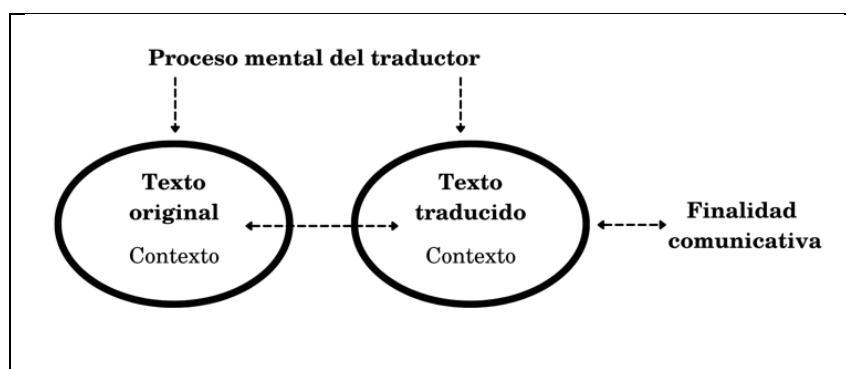 Proceso mental del traductor
Texto
original
Contexto
Texto
traducido
Contexto
Finalidad
comunicativa